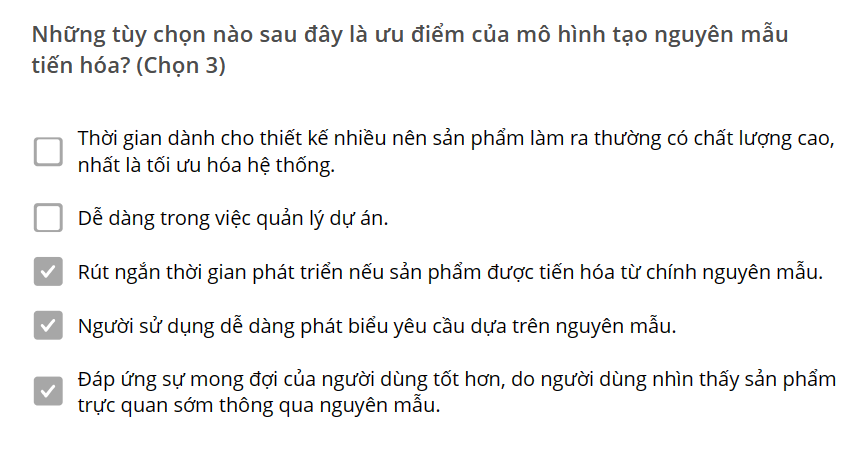 Những tùy chọn nào sau đây là ưu điểm của mô hình tạo nguyên mẫu
tiến hóa? (Chọn 3)
Thời gian dành cho thiết kế nhiều nên sản phẩm làm ra thường có chất lượng cao,
nhất là tối ưu hóa hệ thống.
Dễ dàng trong việc quản lý dự án.
Rút ngắn thời gian phát triển nếu sản phẩm được tiến hóa từ chính nguyên mẫu.
Người sử dụng dễ dàng phát biểu yêu cầu dựa trên nguyên mẫu.
Đáp ứng sự mong đợi của người dùng tốt hơn, do người dùng nhìn thấy sản phẩm
trực quan sớm thông qua nguyên mẫu.